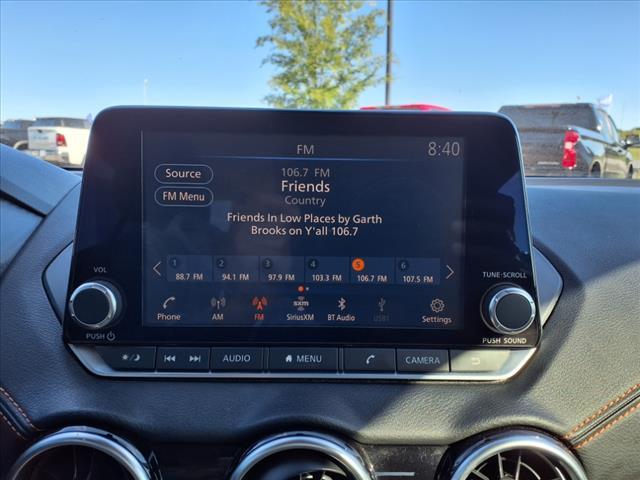 FM
8:40
Source
106.7 FM
Friends
Country
FM Menu
Friends In Low Places by Garth
Brooks on Y'all 106.7
1 2 3 4 5 6
88.7 FM 94.1 FM 97.9 FM 103.3 FM 106.7 FM 107.5 FM
Phone AM FM SiriusXM BT Audio USB1 Settings
sxm
VOL
TUNE·SCROLL
PUSH
PUSH SOUND
AUDIO MENU CAMERA